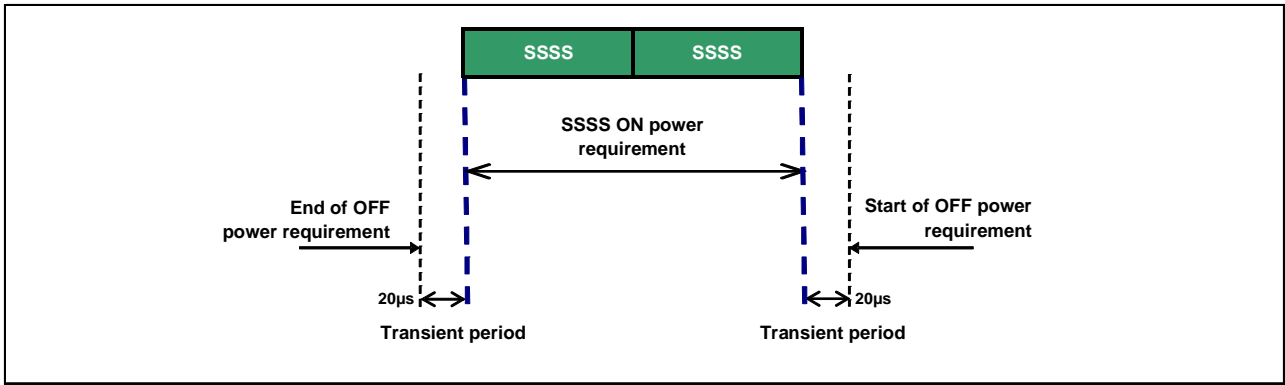 SSSS SSSS
SSSS ON power
requirement
End of OFF
power requirement
Start of OFF power
requirement
20µs
20µs
Transient period
Transient period